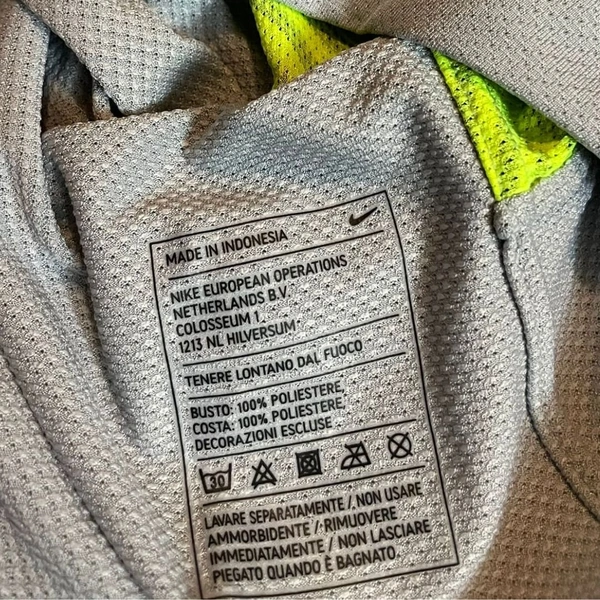 MADE IN INDONESIA
NIKE EUROPEAN OPERATIONS
NETHERLANDS B.V.
COLOSSEUM 1,
1213 NL HILVERSUM
TENERE LONTANO DAL FUOCO
BUSTO: 100% POLIESTERE,
COSTA: 100% POLIESTERE,
DECORAZIONI ESCLUSE
30
LAVARE SEPARATAMENTE / NON USARE
AMMORBIDENTE / RIMUOVERE
IMMEDIATAMENTE / NON LASCIARE
PIEGATO QUANDO È BAGNATO.